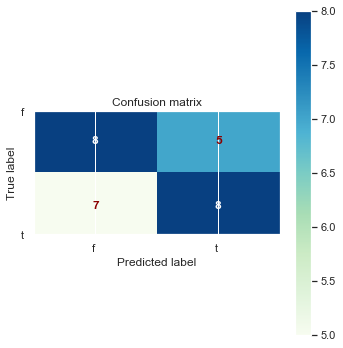 Confusion matrix
8.0
7.5
7.0
6.5
6.0
5.5
5.0
True label
f
t
8
5
7
8
f
t
Predicted label